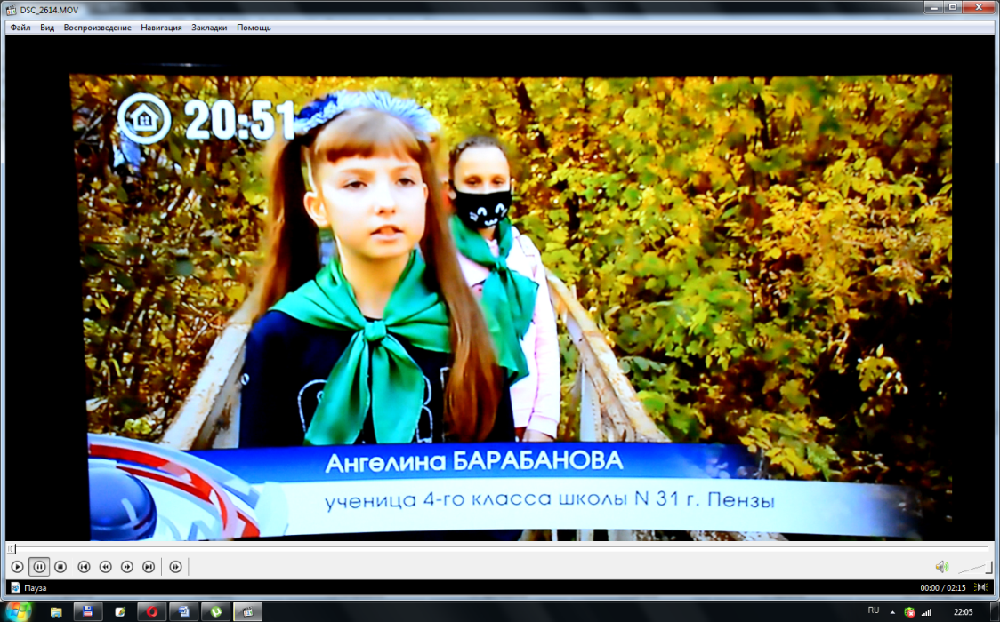 DSC_2614.MOV
Файл Вид Воспроизведение Навигация Закладки Помощь
20:51
Ангелина БАРАБАНОВА
ученица 4-го класса школы N 31 г. Пензы
Пауза
00:00 / 02:15
RU
22:05